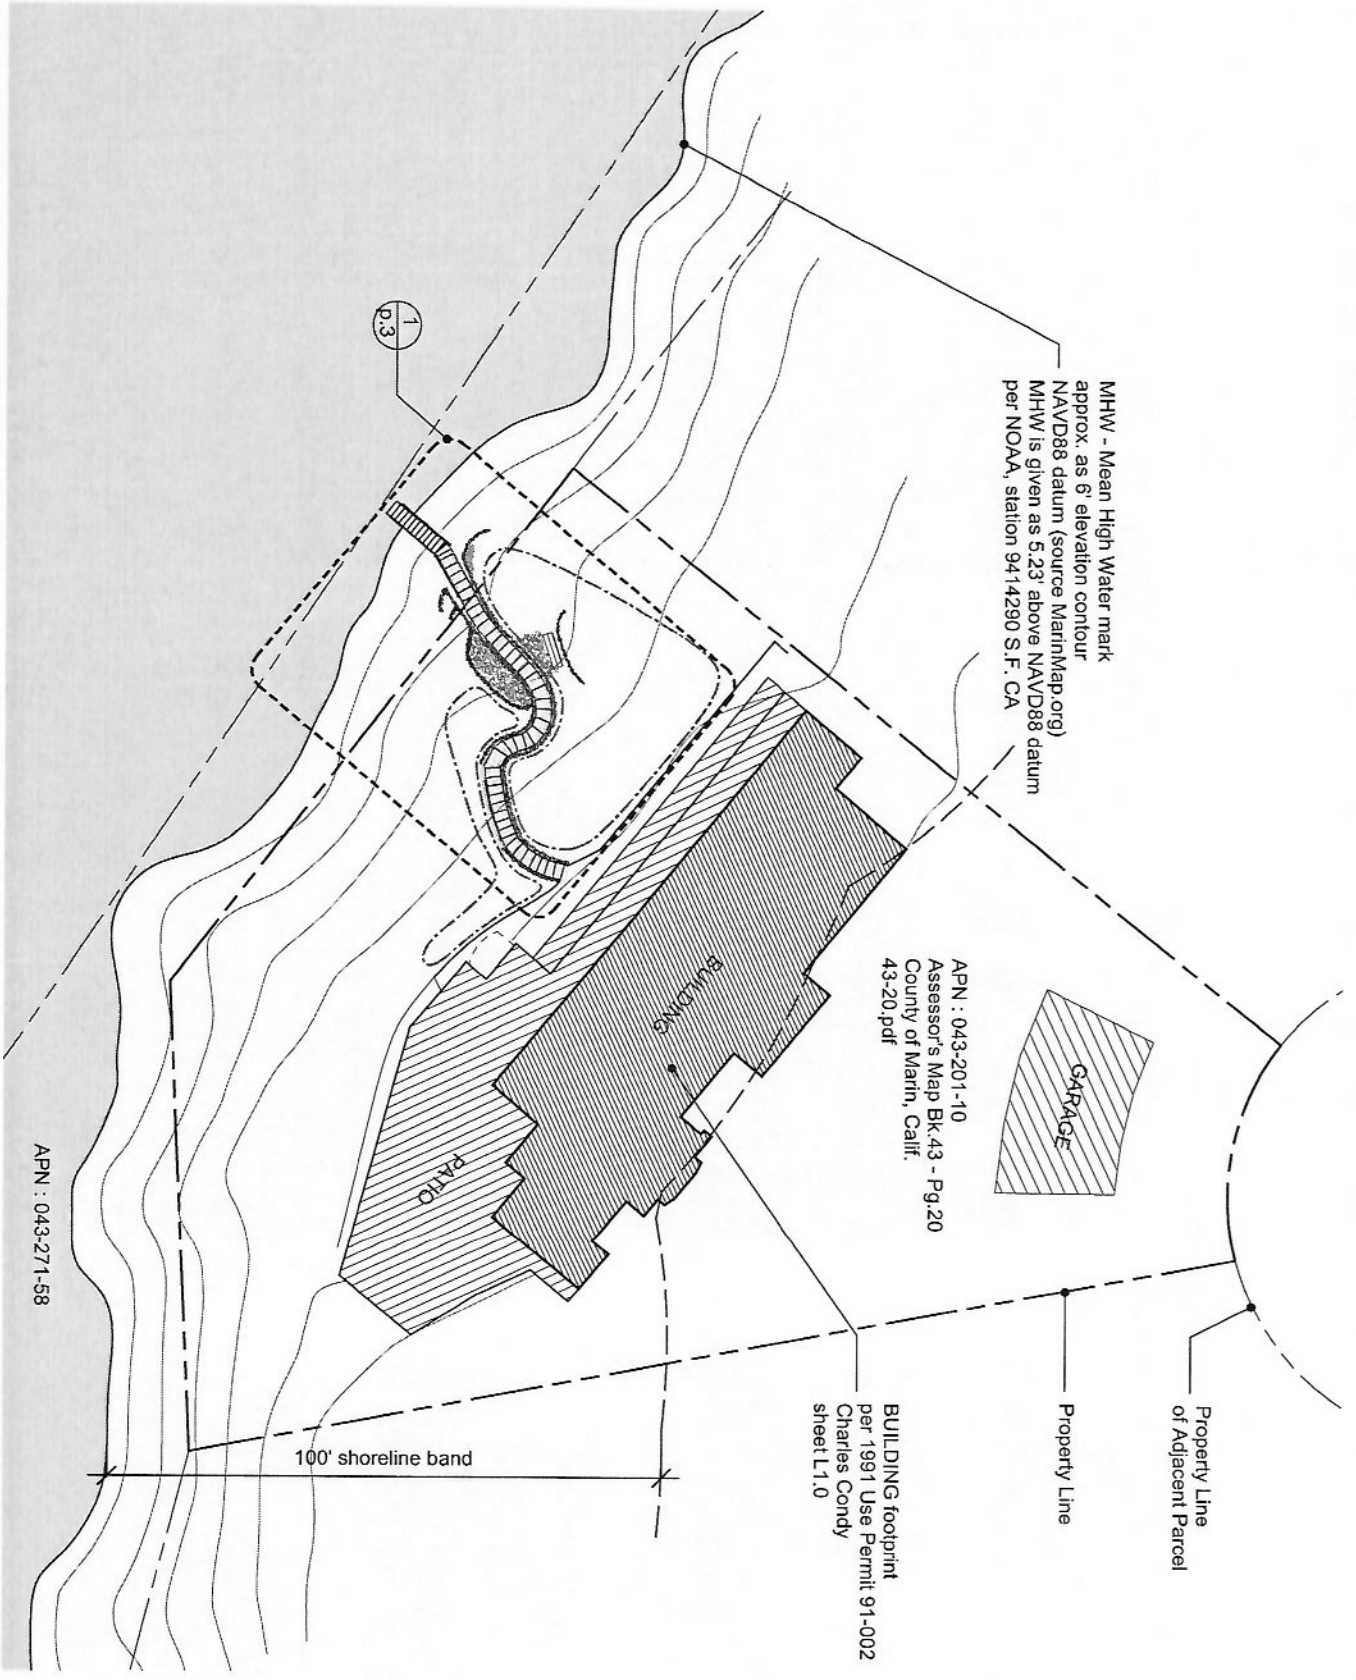 MHW - Mean High Water mark
approx. as 6' elevation contour
NAVD88 datum (source MarinMap.org)
MHW is given as 5.23' above NAVD88 datum
per NOAA, station 9414290 S.F. CA
1
p.3
Property Line
of Adjacent Parcel
Property Line
GARAGE
APN : 043-201-10
Assessor's Map Bk.43 - Pg.20
County of Marin, Calif.
43-20.pdf
BUILDING
PATIO
BUILDING footprint
per 1991 Use Permit 91-002
Charles Condy
sheet L1.0
100' shoreline band
APN : 043-271-58